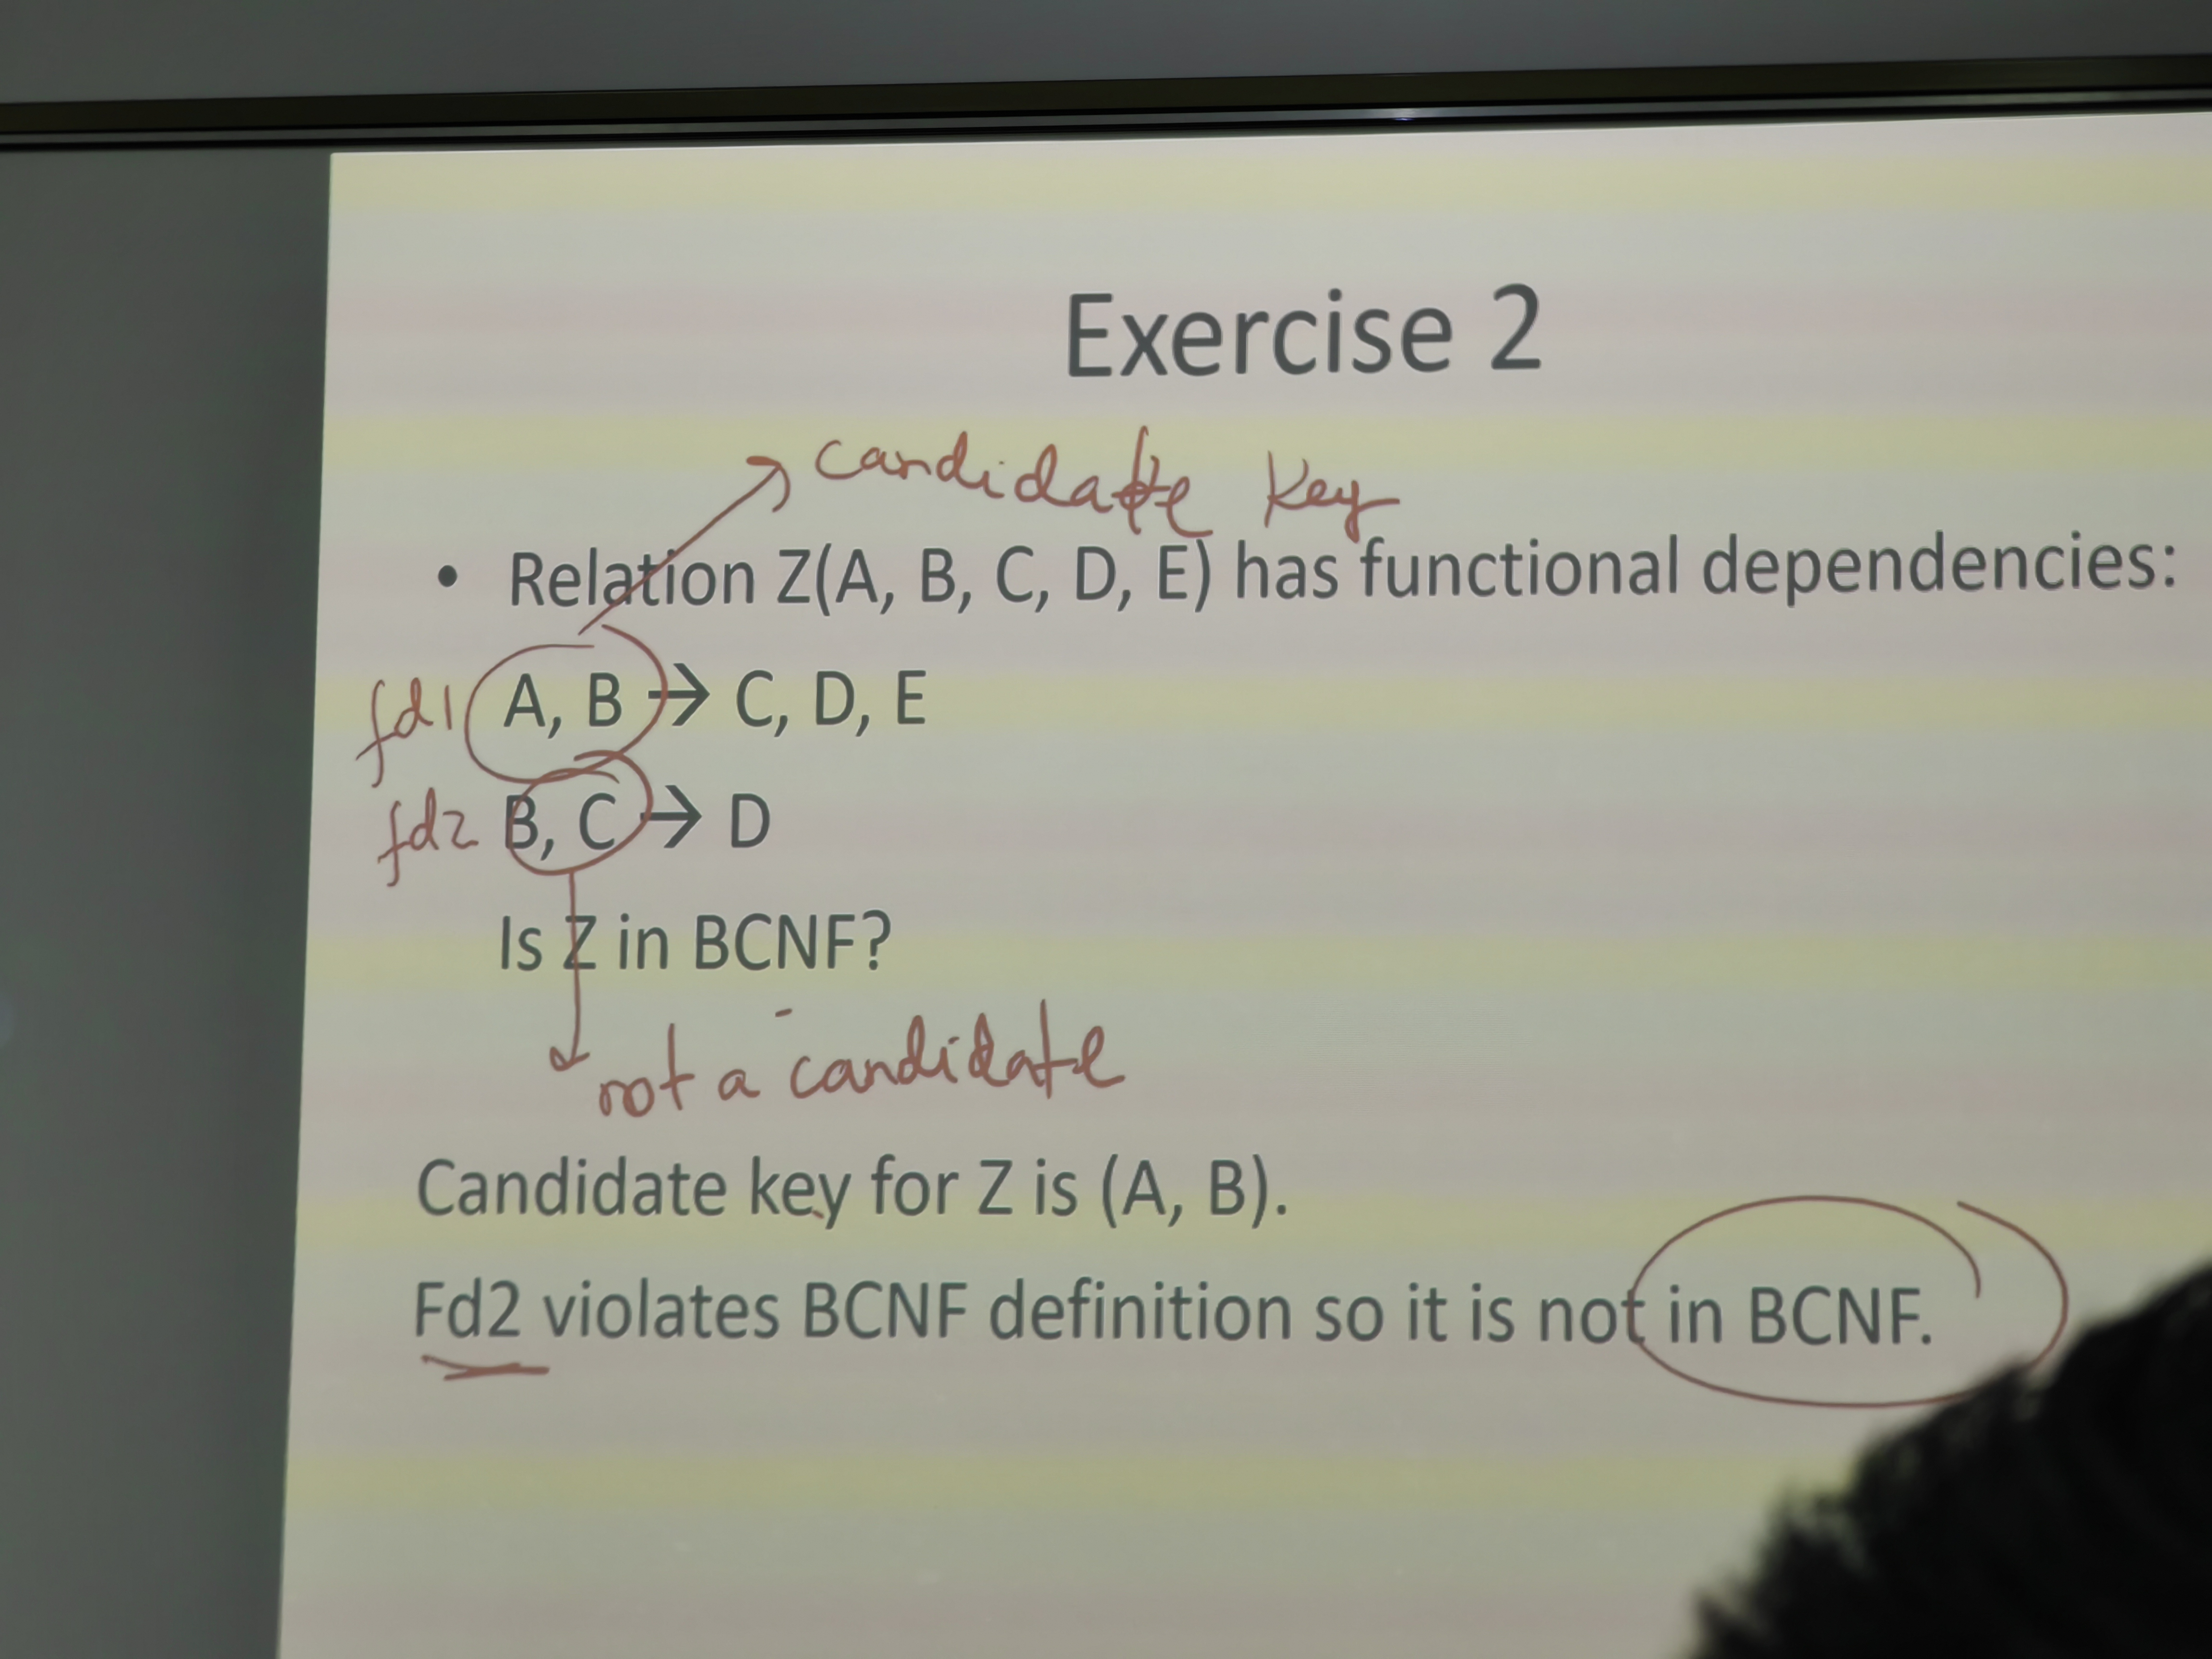 Exercise 2
candidate key
• Relation Z(A, B, C, D, E) has functional dependencies:
fd1 A, B → C, D, E
fd2 B, C → D
Is Z in BCNF?
not a candidate
Candidate key for Z is (A, B).
Fd2 violates BCNF definition so it is not in BCNF.